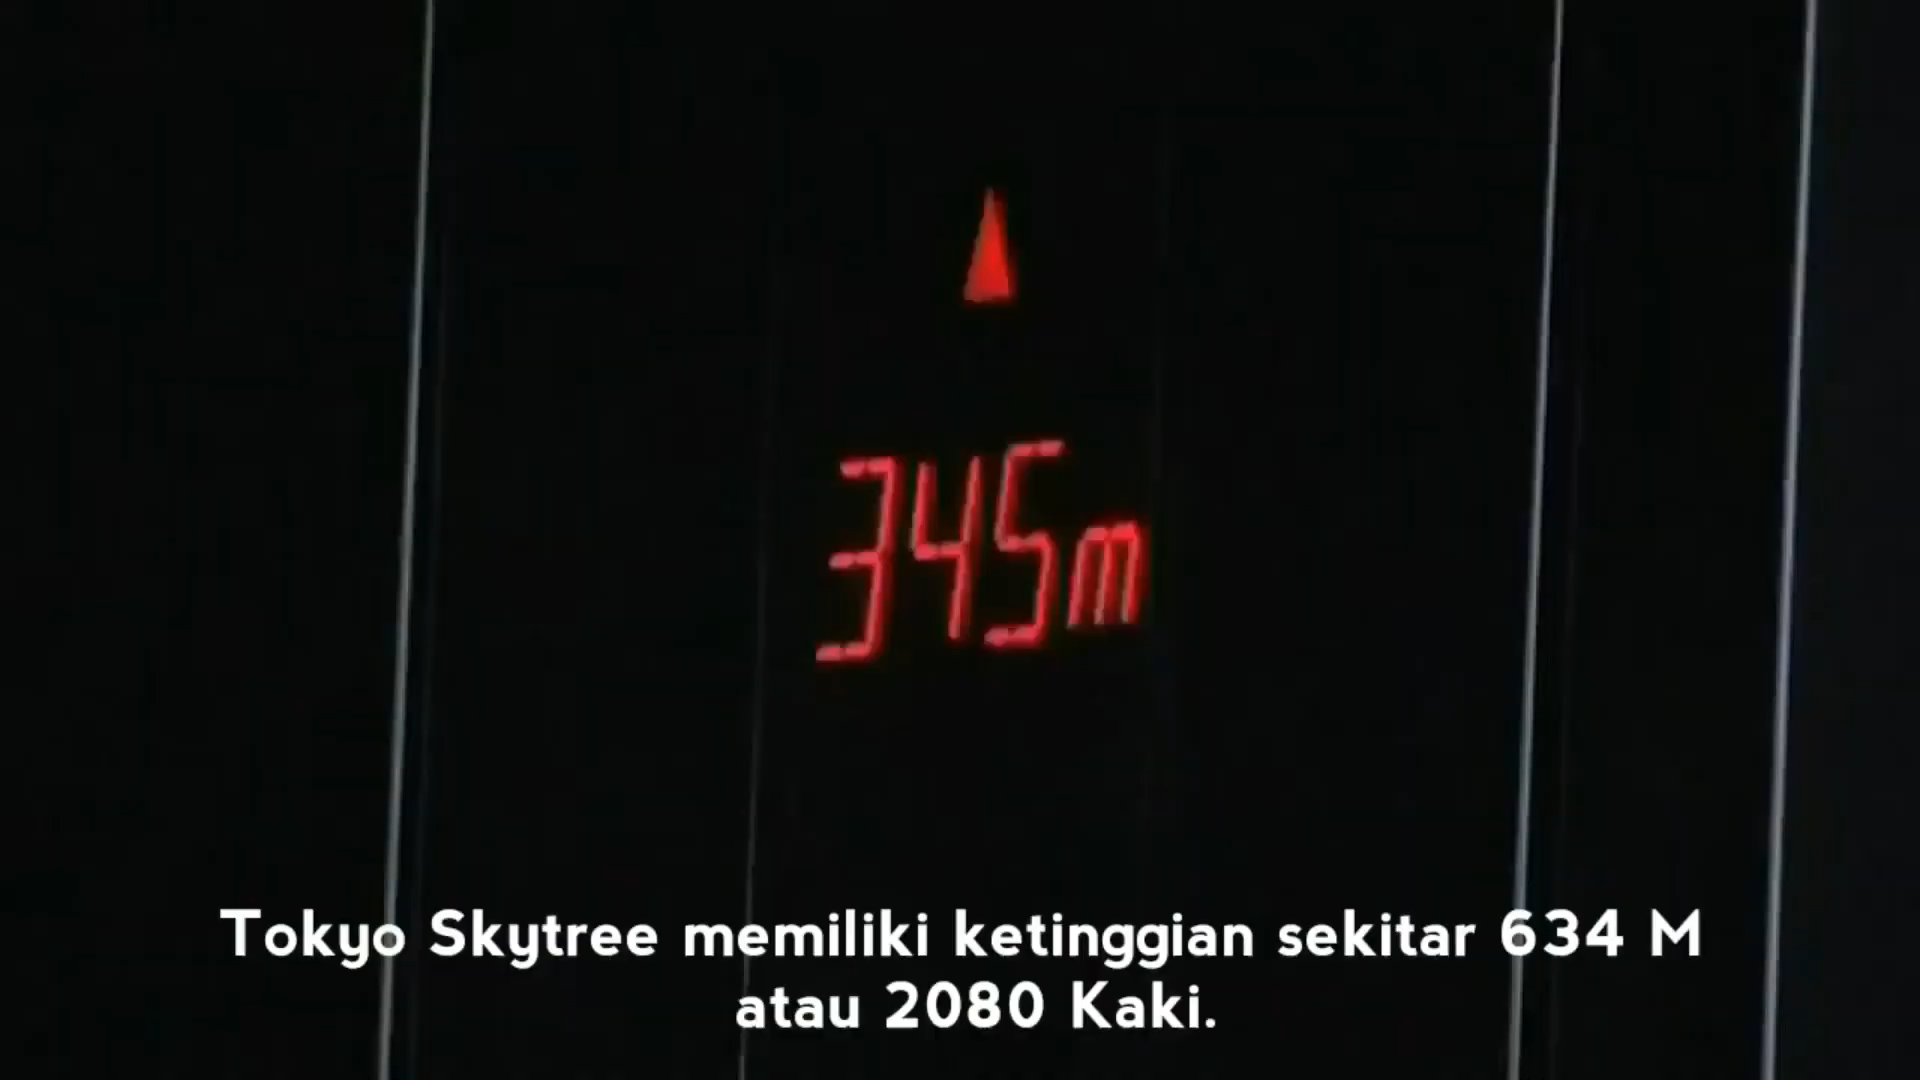 345m
Tokyo Skytree memiliki ketinggian sekitar 634 M
atau 2080 Kaki.